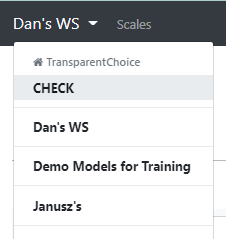 Dan's WS Scales
TransparentChoice
CHECK
Dan's WS
Demo Models for Training
Janusz's